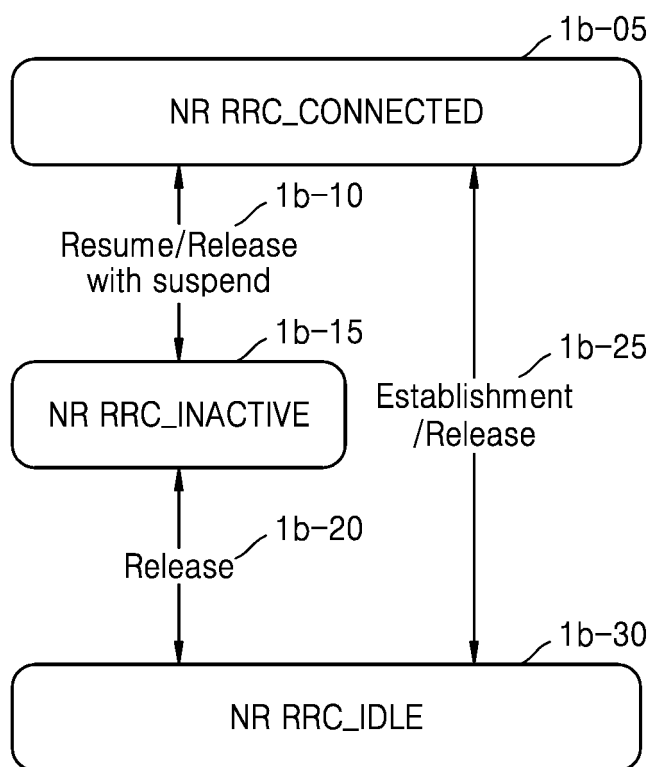 1b-05
NR RRC_CONNECTED
1b-10
Resume/Release
with suspend
1b-15
NR RRC_INACTIVE
1b-25
Establishment
/Release
1b-20
Release
1b-30
NR RRC_IDLE